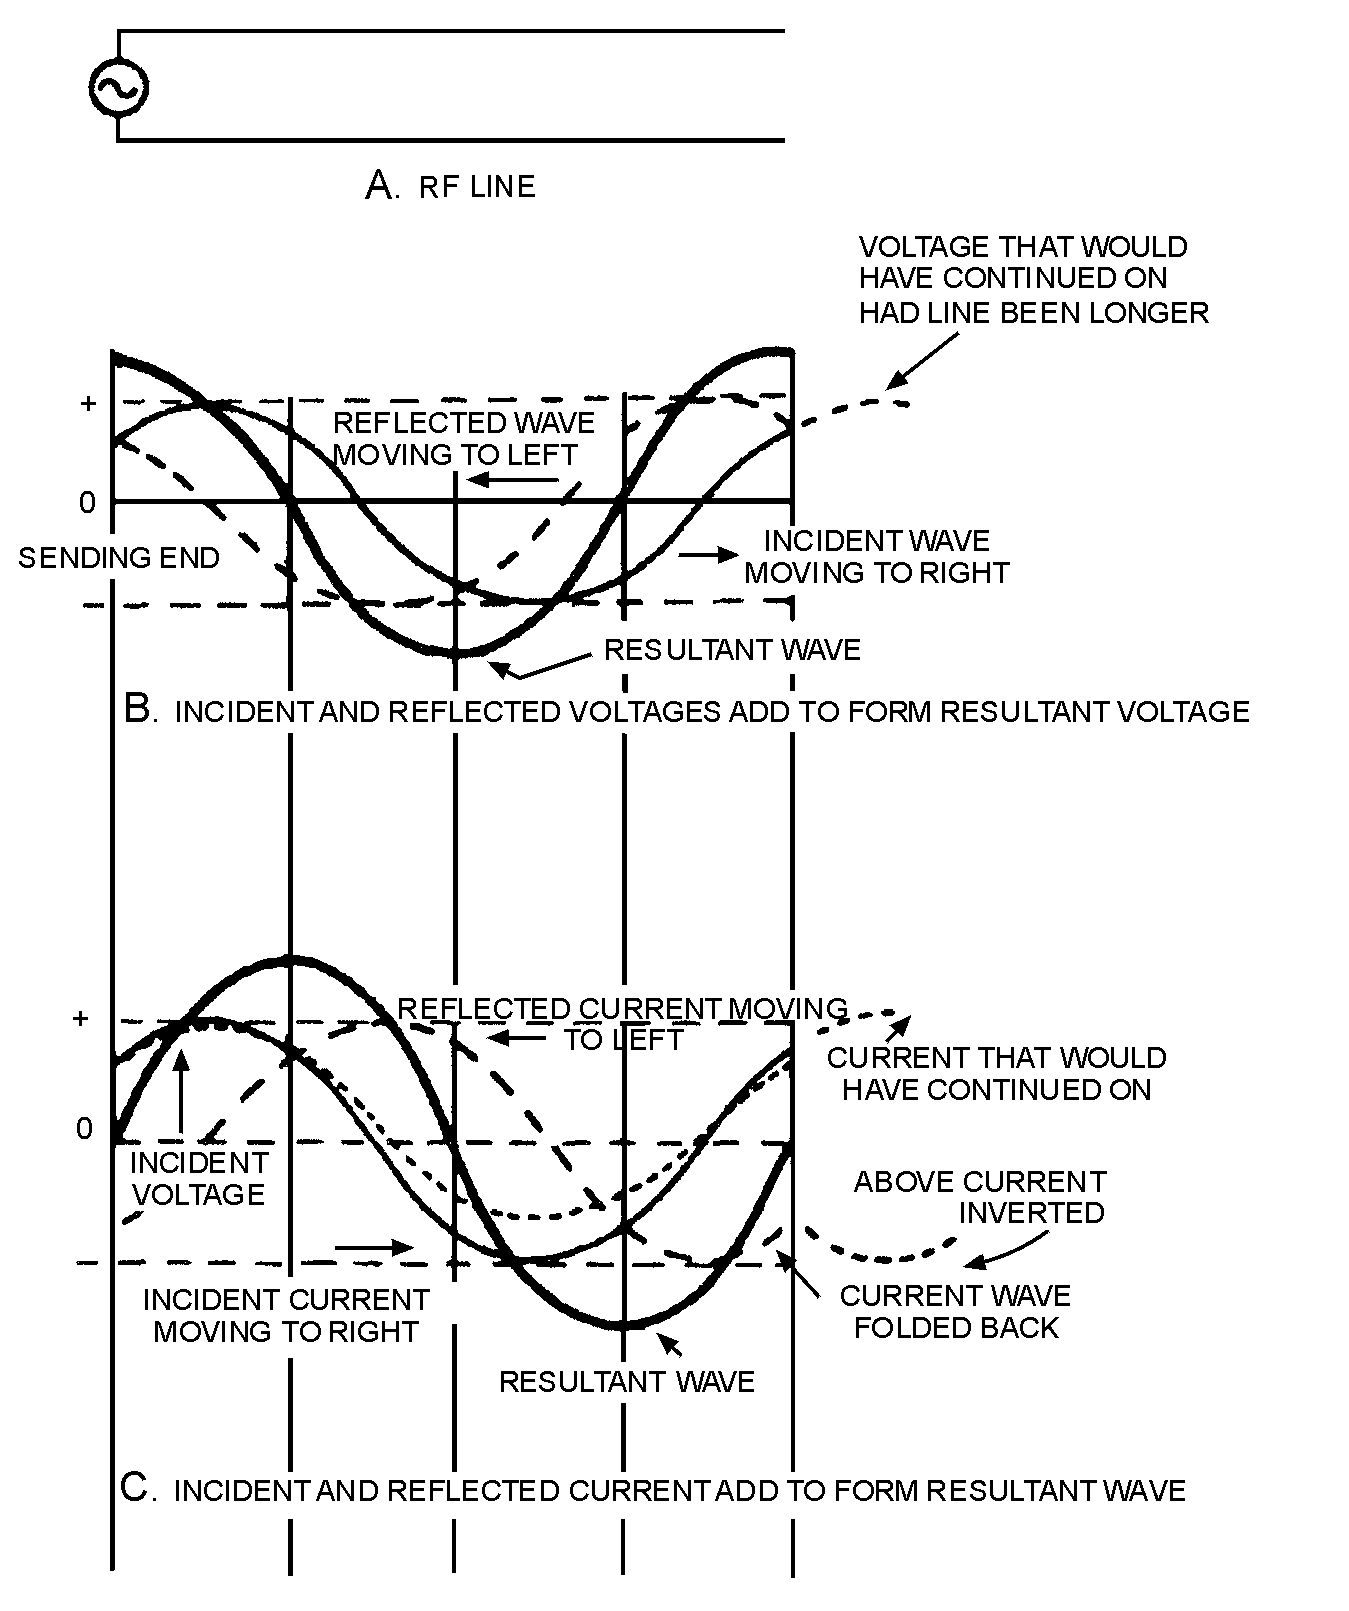 A. RF LINE
VOLTAGE THAT WOULD
HAVE CONTINUED ON
HAD LINE BEEN LONGER
+
REFLECTED WAVE
MOVING TO LEFT
0
SENDING END
INCIDENT WAVE
MOVING TO RIGHT
RESULTANT WAVE
B. INCIDENT AND REFLECTED VOLTAGES ADD TO FORM RESULTANT VOLTAGE
+
REFLECTED CURRENT MOVING
TO LEFT
CURRENT THAT WOULD
HAVE CONTINUED ON
0
INCIDENT
VOLTAGE
ABOVE CURRENT
INVERTED
INCIDENT CURRENT
MOVING TO RIGHT
CURRENT WAVE
FOLDED BACK
RESULTANT WAVE
C. INCIDENT AND REFLECTED CURRENT ADD TO FORM RESULTANT WAVE